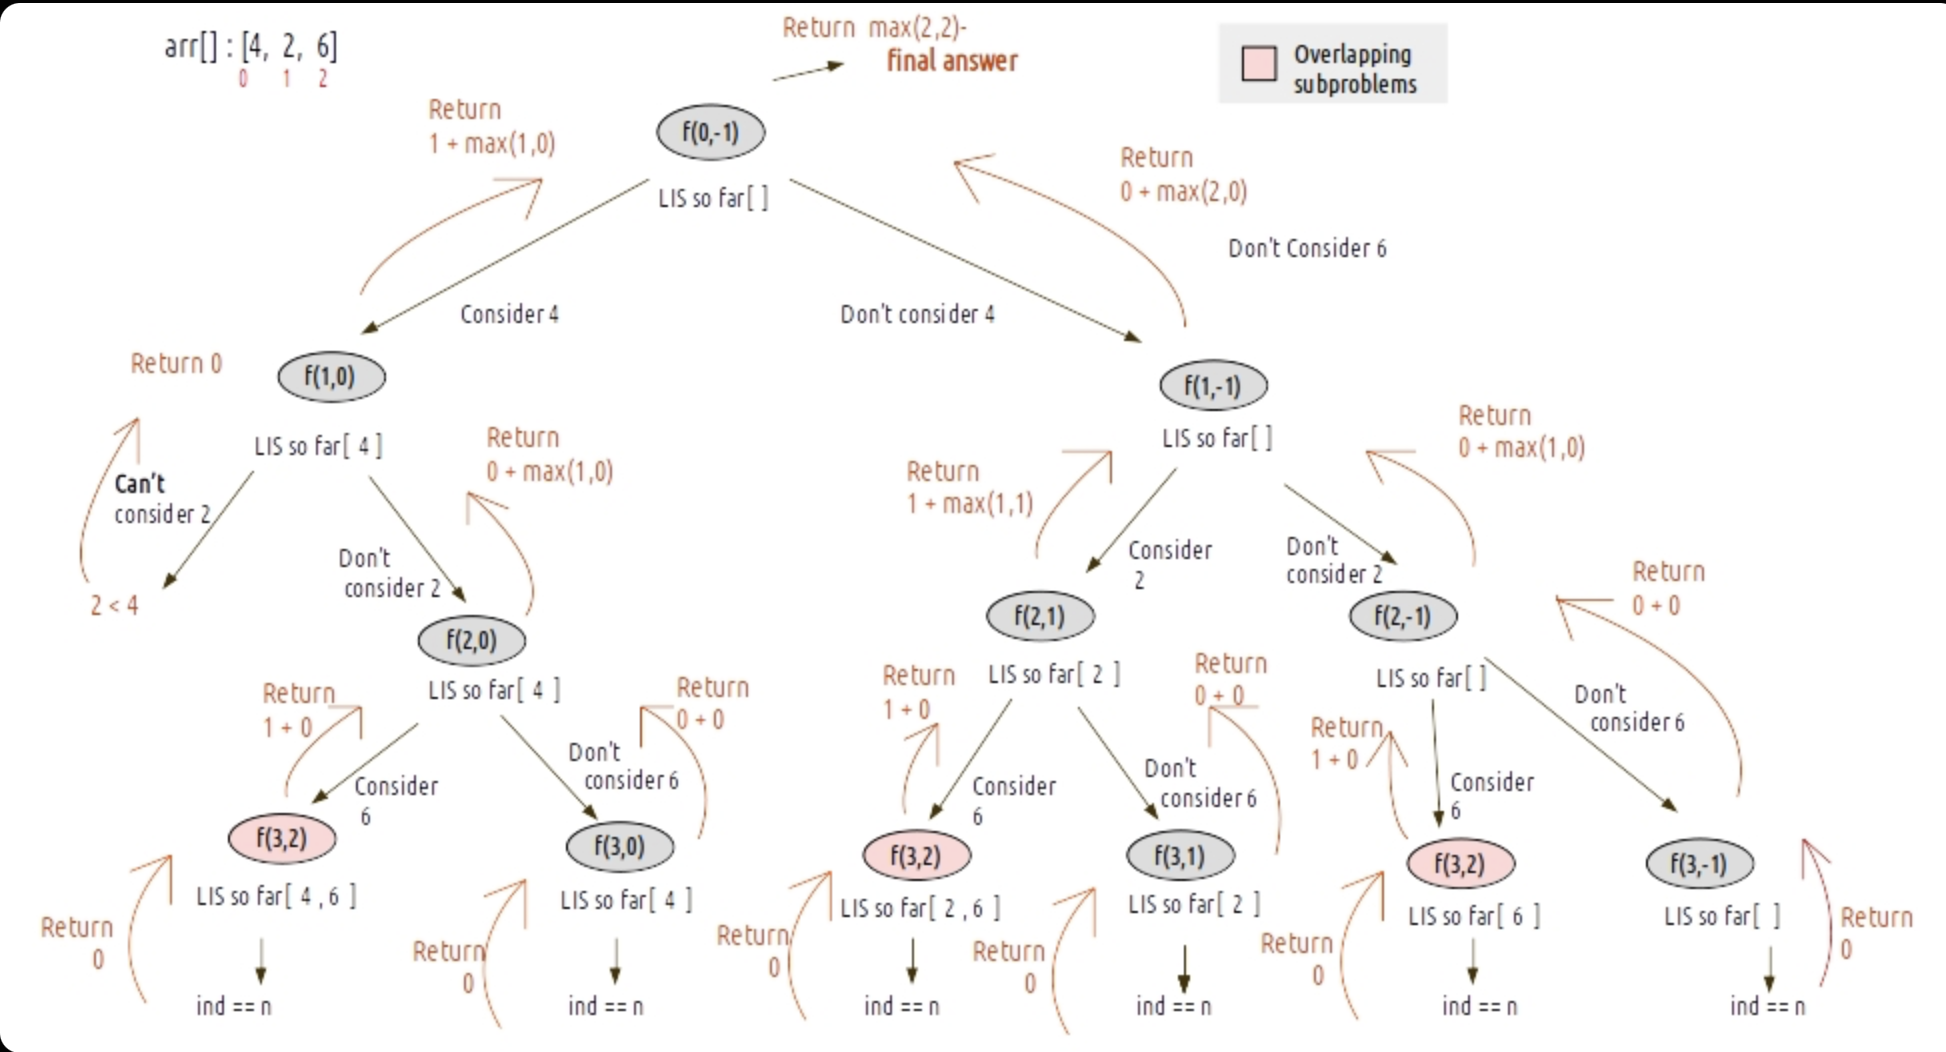 arr[] : [4, 2, 6]
0 1 2
Return max(2,2)-
final answer
Overlapping
subproblems
Return
1 + max(1,0)
f(0,-1)
LIS so far[ ]
Return
0 + max(2,0)
Don't Consider 6
Consider 4
Don't consider 4
Return 0
f(1,0)
LIS so far[ 4 ]
f(1,-1)
LIS so far[ ]
Can't
consider 2
2 < 4
Return
0 + max(1,0)
Don't
consider 2
Return
1 + max(1,1)
Consider
2
Return
0 + max(1,0)
Don't
consider 2
f(2,0)
LIS so far[ 4 ]
f(2,1)
LIS so far[ 2 ]
f(2,-1)
LIS so far[ ]
Return
0 + 0
Return
1 + 0
Consider
6
Return
0 + 0
Don't
consider 6
Return
1 + 0
Consider
6
Return
0 + 0
Don't
consider 6
Return
1 + 0
Consider
6
Don't
consider 6
f(3,2)
LIS so far[ 4 , 6 ]
Return
0
ind == n
f(3,0)
LIS so far[ 4 ]
Return
0
ind == n
f(3,2)
LIS so far[ 2 , 6 ]
Return
0
ind == n
f(3,1)
LIS so far[ 2 ]
Return
0
ind == n
f(3,2)
LIS so far[ 6 ]
Return
0
ind == n
f(3,-1)
LIS so far[ ]
Return
0
ind == n